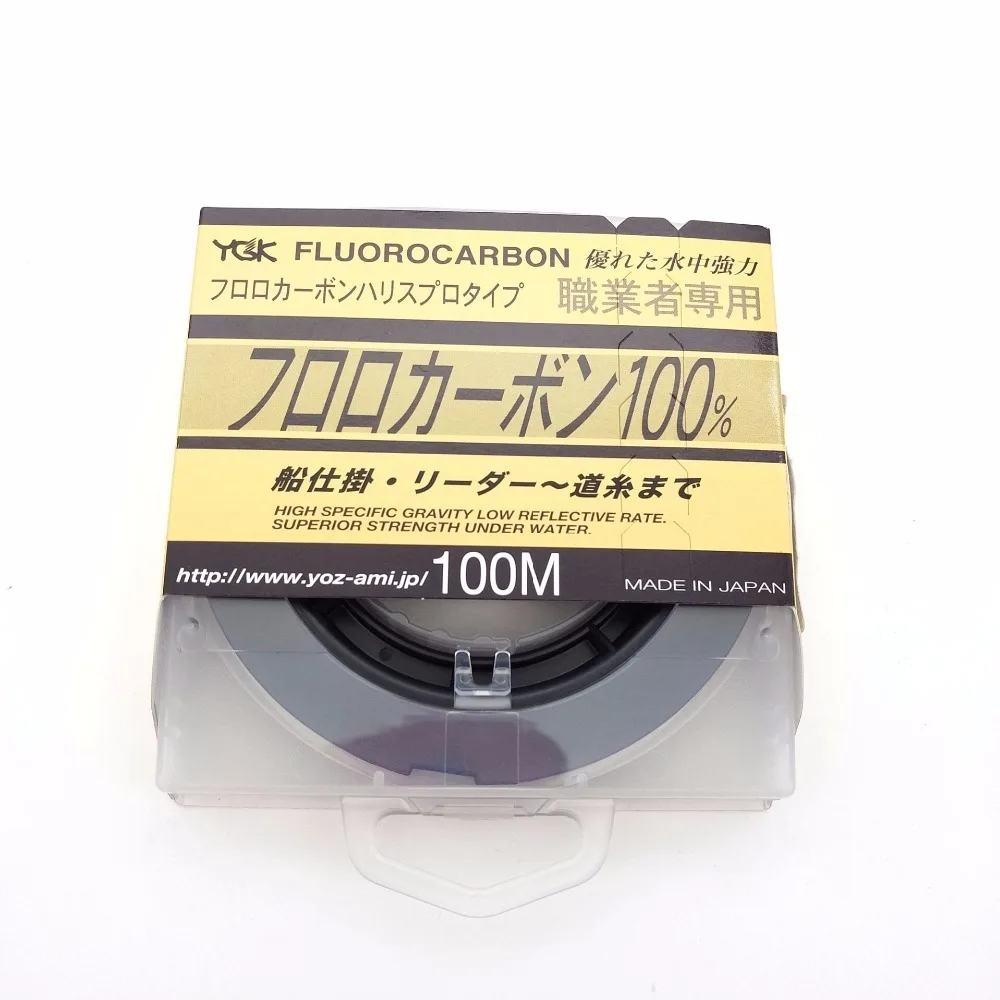 YGK FLUOROCARBON 優れた水中強力
フロロカーボンハリスプロタイプ 職業者専用
フロロカーボン100%
船仕掛・リーダー〜道糸まで
HIGH SPECIFIC GRAVITY LOW REFLECTIVE RATE.
SUPERIOR STRENGTH UNDER WATER.
http://www.yoz-ami.jp/ 100M MADE IN JAPAN